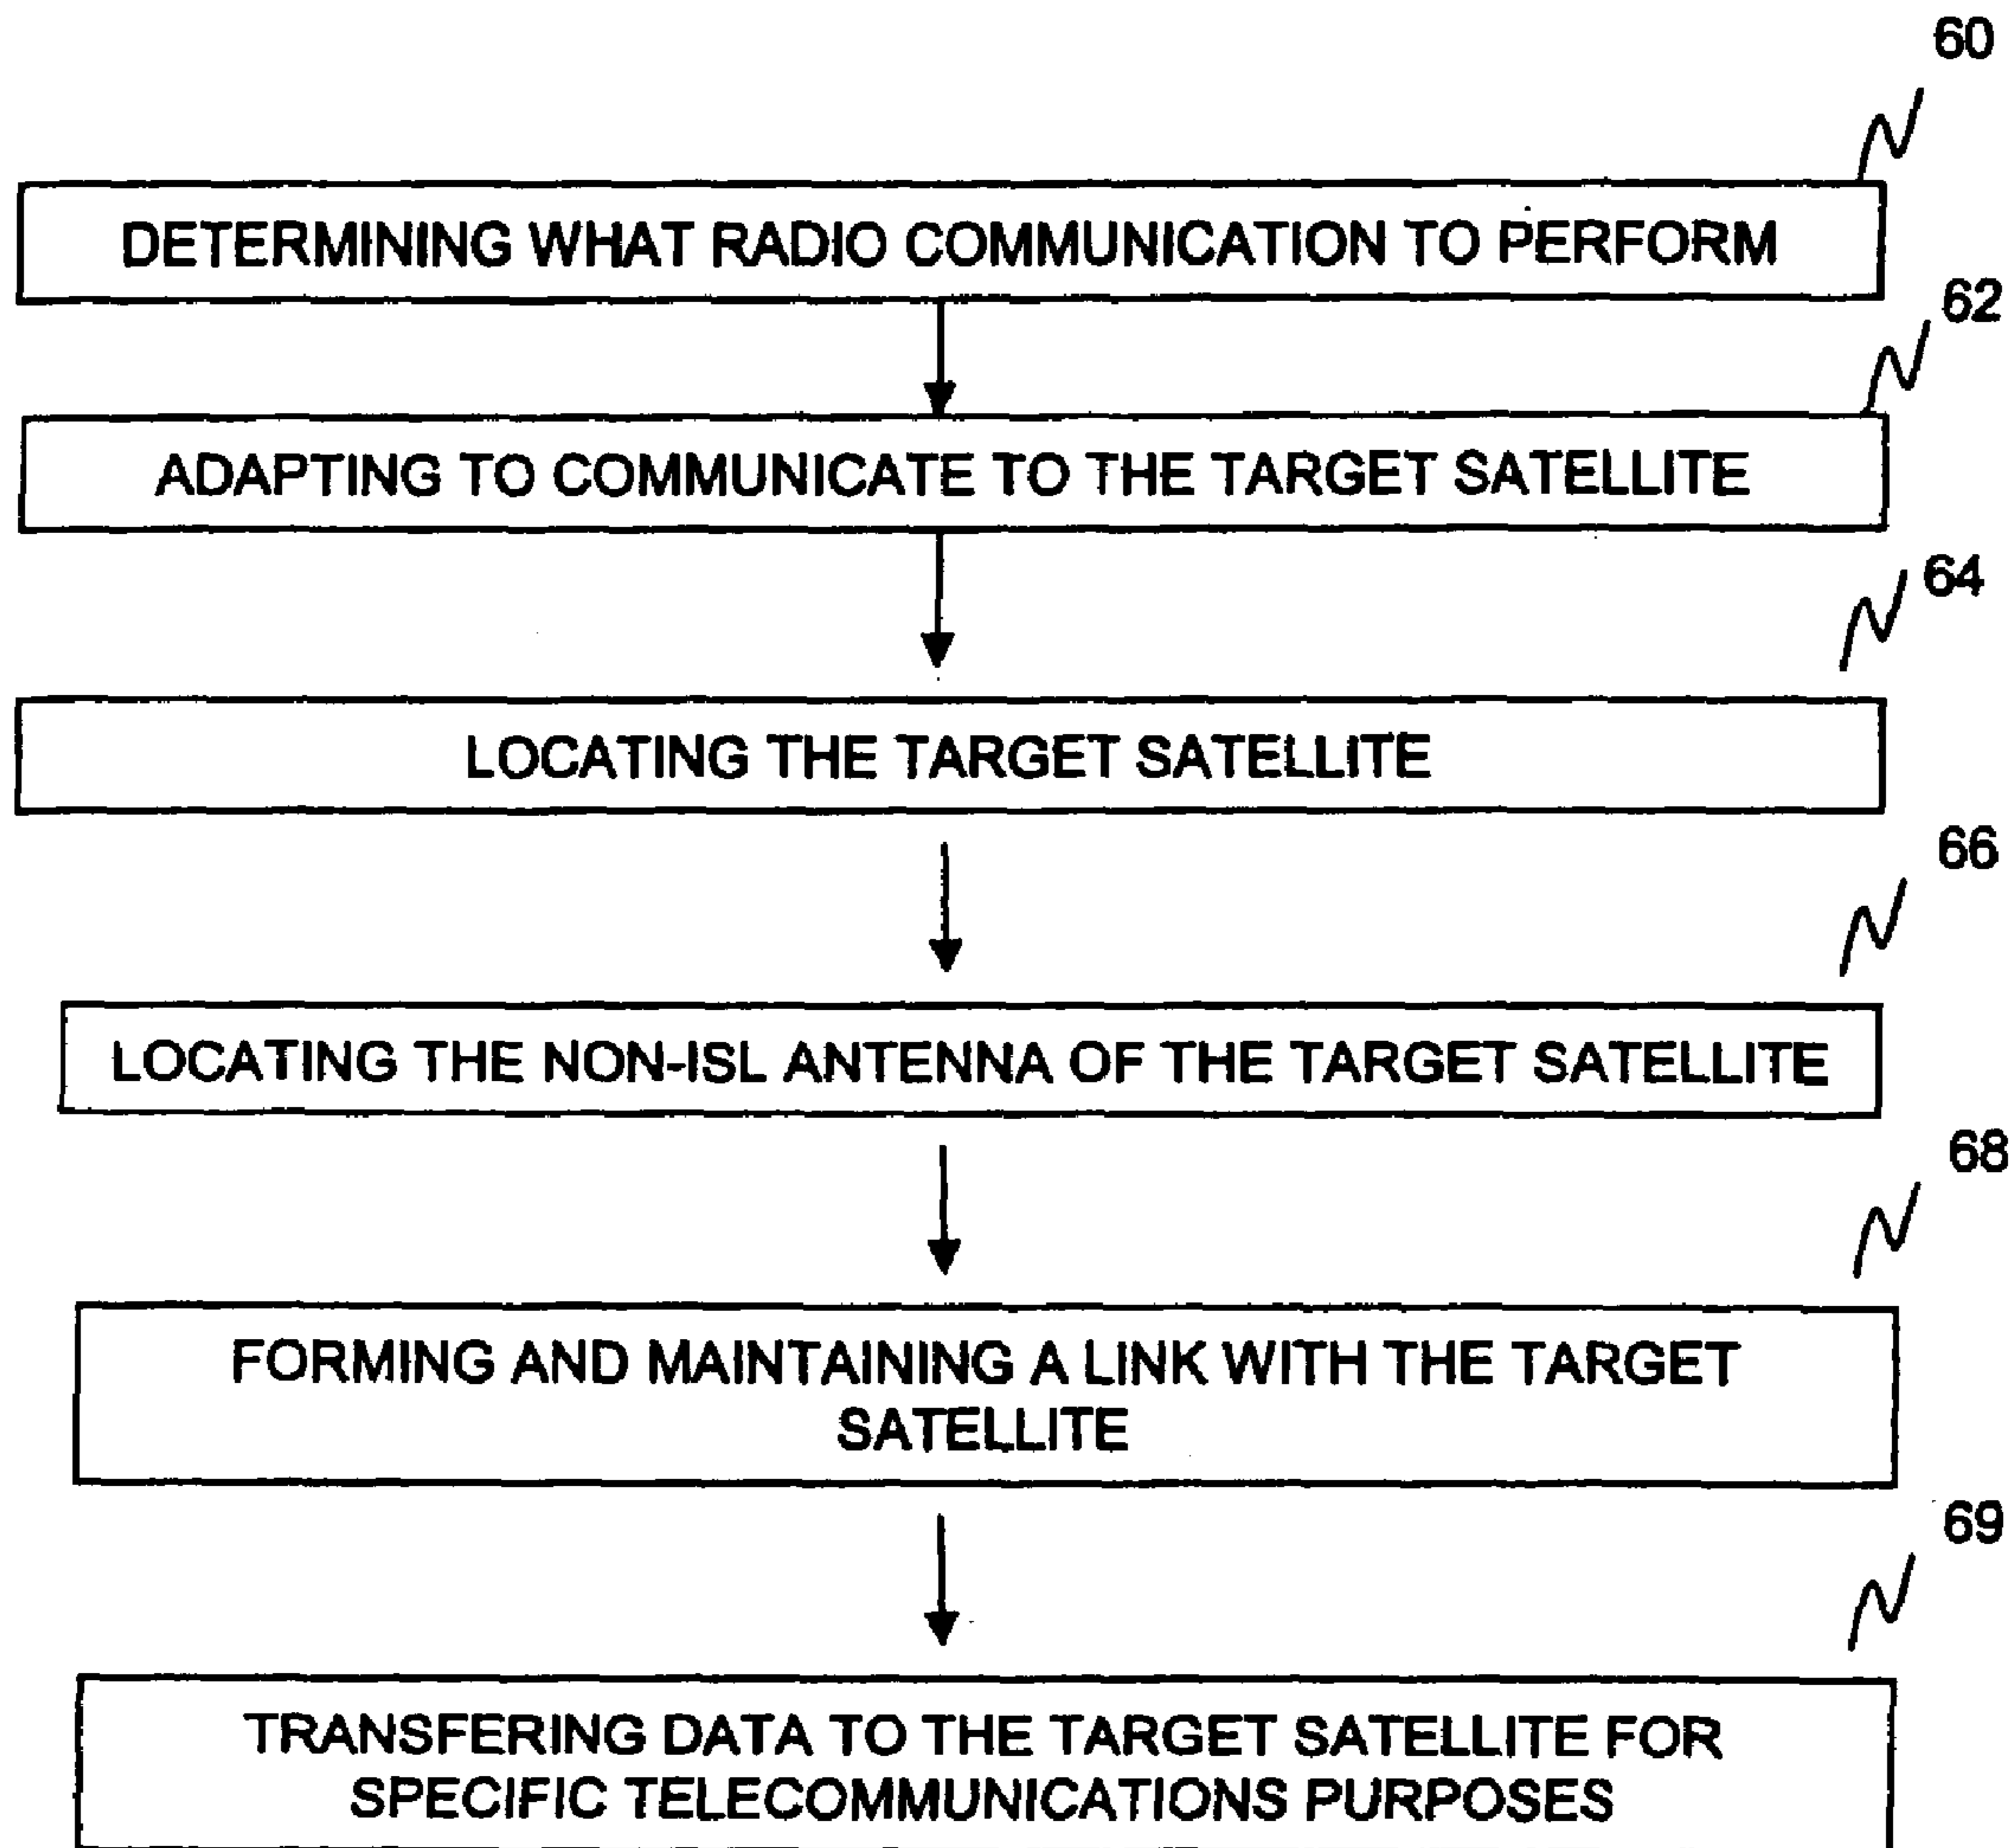 60
DETERMINING WHAT RADIO COMMUNICATION TO PERFORM
62
ADAPTING TO COMMUNICATE TO THE TARGET SATELLITE
64
LOCATING THE TARGET SATELLITE
66
LOCATING THE NON-ISL ANTENNA OF THE TARGET SATELLITE
68
FORMING AND MAINTAINING A LINK WITH THE TARGET
SATELLITE
69
TRANSFERING DATA TO THE TARGET SATELLITE FOR
SPECIFIC TELECOMMUNICATIONS PURPOSES